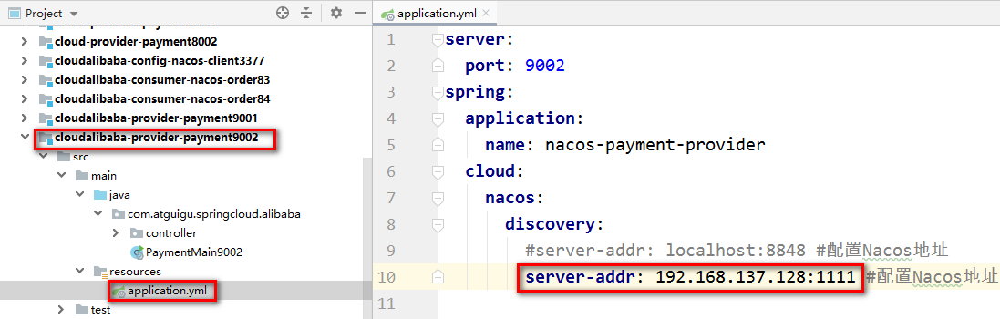 Project
cloud-provider-payment8002
cloudalibaba-config-nacos-client3377
cloudalibaba-consumer-nacos-order83
cloudalibaba-consumer-nacos-order84
cloudalibaba-provider-payment9001
cloudalibaba-provider-payment9002
src
main
java
com.atguigu.springcloud.alibaba
controller
PaymentMain9002
resources
application.yml
test
application.yml
1 server:
2 port: 9002
3 spring:
4 application:
5 name: nacos-payment-provider
6 cloud:
7 nacos:
8 discovery:
9 #server-addr: localhost:8848 #配置Nacos地址
10 server-addr: 192.168.137.128:1111 #配置Nacos地址
11